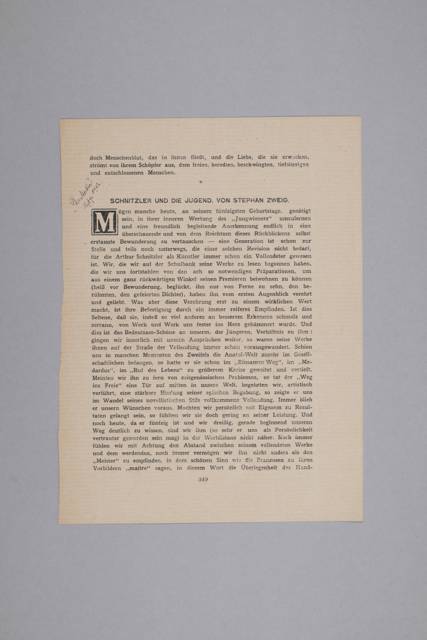 doch Menschenblut, das in ihnen fließt, und die Liebe, die sie erwecken,
strömt von ihrem Schöpfer aus, dem freien, beredten, beschwingten, tiefsinnigen
und entschlossenen Menschen.
*
SCHNITZLER UND DIE JUGEND. VON STEPHAN ZWEIG.
Mögen manche heute, an seinem fünfzigsten Geburtstage, genötigt
sein, in ihrer inneren Wertung des „Jungwieners" umzulernen
und eine freundlich begleitende Anerkennung endlich in eine
überschauende und von dem Reichtum dieses Rückblickens selbst
erstaunte Bewunderung zu vertauschen — eine Generation ist schon zur
Stelle und teils noch unterwegs, die einer solchen Revision nicht bedarf,
für die Arthur Schnitzler als Künstler immer schon ein Vollendeter gewesen
ist. Wir, die wir auf der Schulbank seine Werke zu lesen begonnen haben,
die wir uns fortstahlen von den ach so notwendigen Präparationen, um
aus einem ganz rückwärtigen Winkel seinen Premieren beiwohnen zu können
(heiß vor Bewunderung, beglückt, ihn nur von Ferne zu sehn, den be-
rühmten, den gefeierten Dichter), haben ihn vom ersten Augenblick verehrt
und geliebt. Was aber diese Verehrung erst zu einem wirklichen Wert
macht, ist ihre Befestigung durch ein immer reiferes Empfinden. Ist dies
Seltene, daß sie, indeß so viel anderes an besserem Erkennen schmolz und
zerrann, von Werk und Werk uns fester ins Herz gehämmert wurde. Und
dies ist das Bedeutsame-Schöne an unserem, der Jüngeren, Verhältnis zu ihm:
gingen wir innerlich mit unseren Ansprüchen weiter, so waren seine Werke
ihnen auf der Straße der Vollendung immer schon vorausgewandert. Schien
uns in manchen Momenten des Zweifels die Anatol-Welt zusehr im Gesell-
schaftlichen befangen, so hatte er sie schon im „Einsamen Weg", im „Me-
dardus", im „Ruf des Lebens" zu größerem Kreise geweitet und vertieft.
Meinten wir ihn zu fern von zeitgenössischen Problemen, so tat der „Weg
ins Freie" eine Tür auf mitten in unsere Welt, begehrten wir, artistisch
verführt, eine stärkere Bindung seiner epischen Begabung, so zeigte er uns
im Wandel seines novellistischen Stils vollkommene Vollendung. Immer blieb
er unseren Wünschen voraus. Mochten wir persönlich mit Eigenem zu Resul-
taten gelangt sein, so fühlten wir sie doch gering an seiner Leistung. Und
noch heute, da er fünfzig ist und wir dreißig, gerade beginnend unseren
Weg deutlich zu wissen, sind wir ihm (so sehr er uns als Persönlichkeit
vertrauter geworden sein mag) in der Wertdistanz nicht näher. Noch immer
fühlen wir mit Achtung den Abstand zwischen seinem vollendeten Werke
und dem werdenden, noch immer vermögen wir ihn nicht anders als den
„Meister" zu empfinden, in dem schönen Sinn wie die Franzosen zu ihren
Vorbildern „maitre" sagen, in diesem Wort die Überlegenheit des Hand-
349